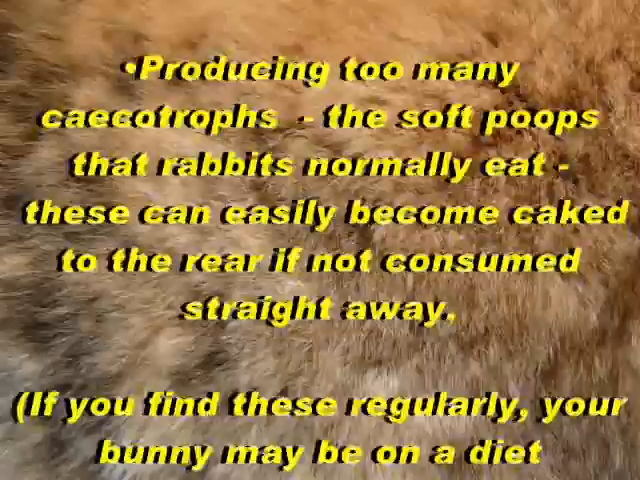 •Producing too many
caecotrophs - the soft poops
that rabbits normally eat -
these can easily become caked
to the rear if not consumed
straight away.
(If you find these regularly, your
bunny may be on a diet